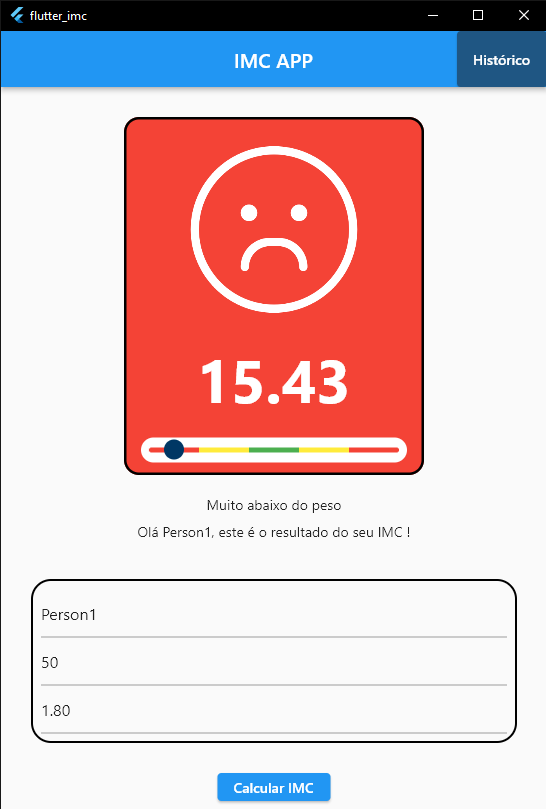 flutter_imc
IMC APP
Histórico
15.43
Muito abaixo do peso
Olá Person1, este é o resultado do seu IMC !
Person1
50
1.80
Calcular IMC